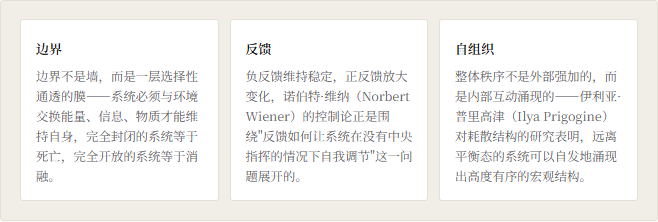 边界
边界不是墙，而是一层选择性
通透的膜——系统必须与环境
交换能量、信息、物质才能维
持自身，完全封闭的系统等于
死亡，完全开放的系统等于消
融。
反馈
负反馈维持稳定，正反馈放大
变化，诺伯特·维纳（Norbert
Wiener）的控制论正是围
绕"反馈如何让系统在没有中央
指挥的情况下自我调节"这一问
题展开的。
自组织
整体秩序不是外部强加的，而
是内部互动涌现的——伊利亚·
普里高津（Ilya Prigogine）
对耗散结构的研究表明，远离
平衡态的系统可以自发地涌现
出高度有序的宏观结构。